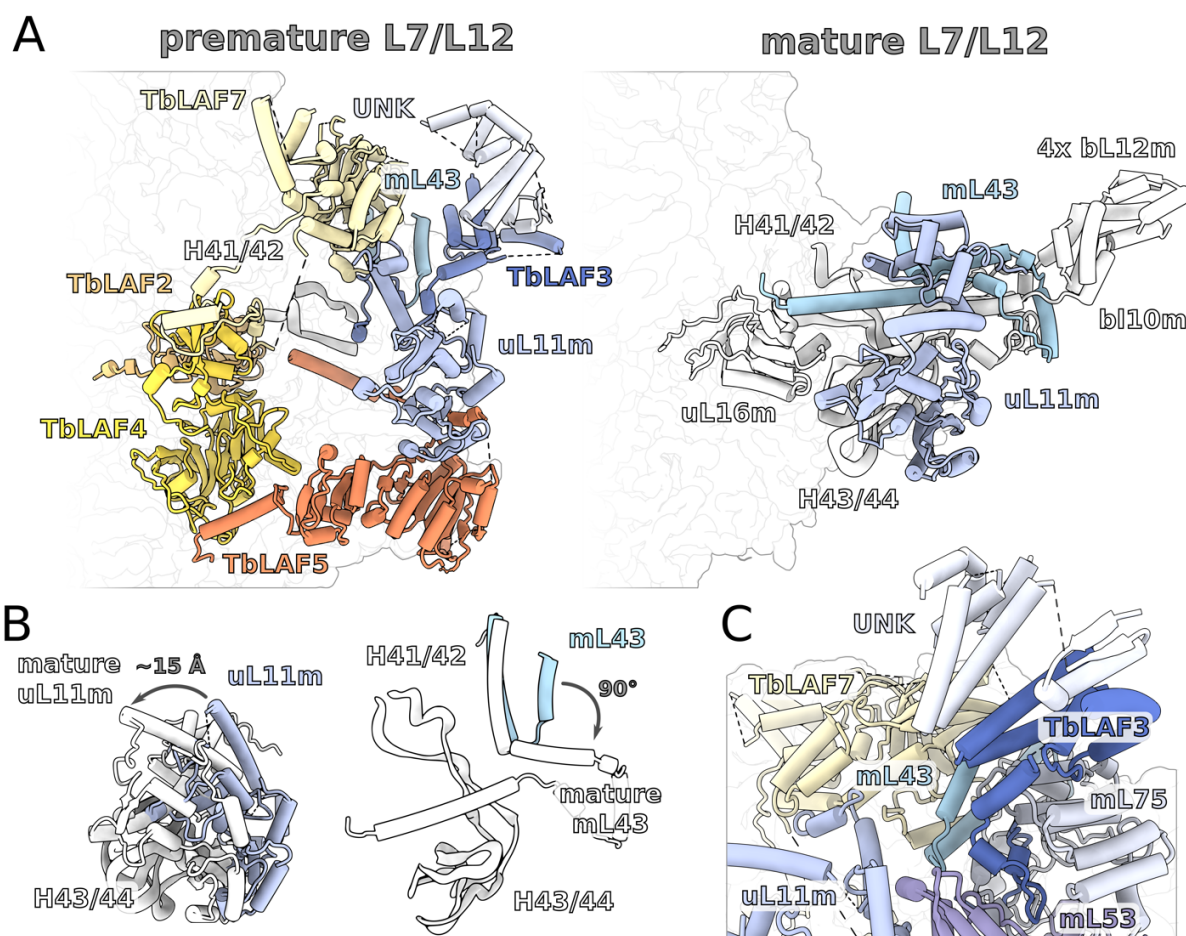 A
premature L7/L12
mature L7/L12
TbLAF7
UNK
mL43
H41/42
TbLAF2
TbLAF3
uL11m
TbLAF4
TbLAF5
4x bL12m
mL43
H41/42
bl10m
uL16m
uL11m
H43/44
B
mature
uL11m
~15 Å
uL11m
H43/44
H41/42
mL43
90°
mature
mL43
H43/44
C
UNK
TbLAF7
TbLAF3
mL43
mL75
uL11m
mL53